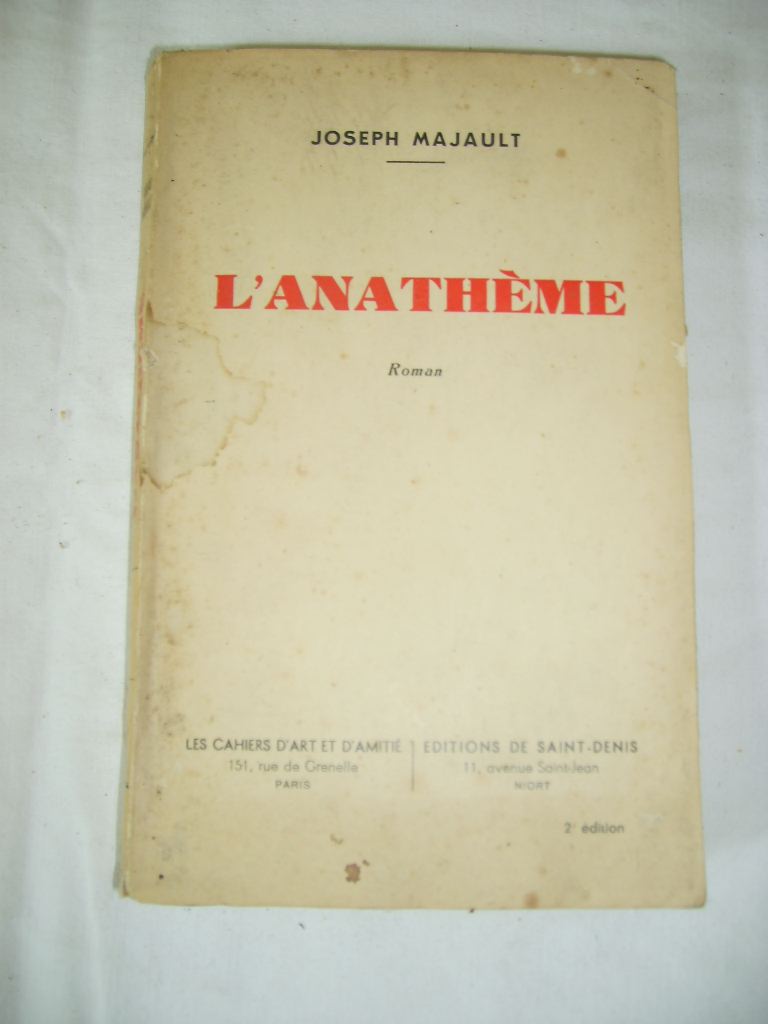 JOSEPH MAJAULT
L'ANATHÈME
Roman
LES CAHIERS D'ART ET D'AMITIÉ
151, rue de Grenelle
PARIS
EDITIONS DE SAINT-DENIS
11, avenue Saint-Jean
NIORT
2e édition